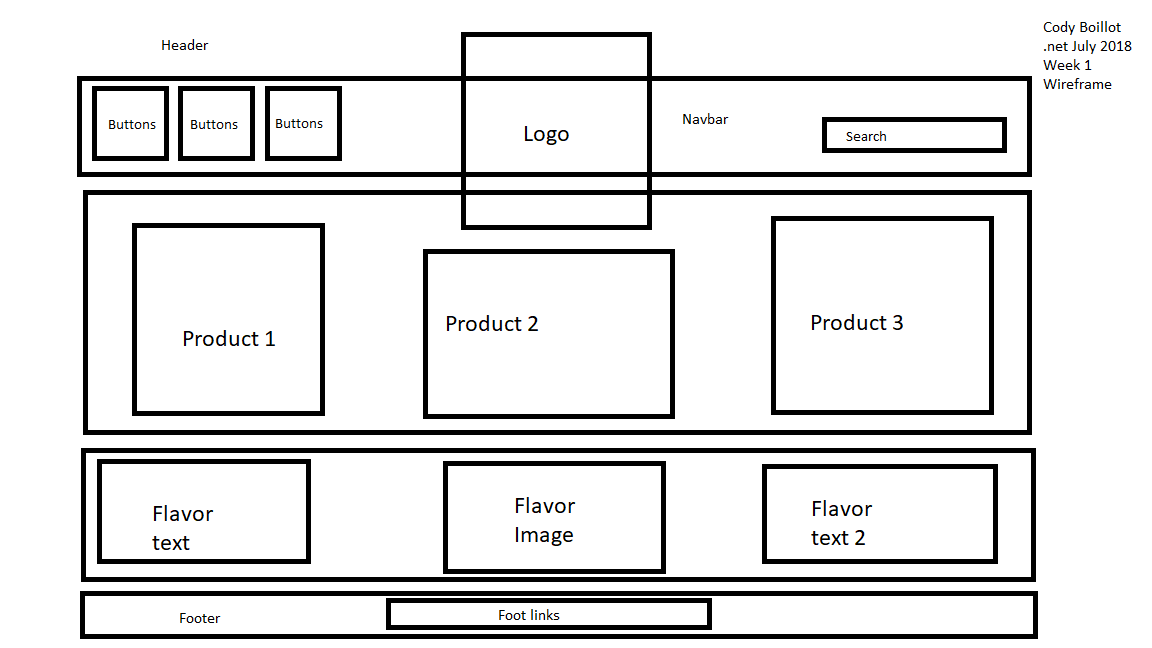 Cody Boillot
.net July 2018
Week 1
Wireframe
Header
Buttons
Buttons
Buttons
Logo
Navbar
Search
Product 1
Product 2
Product 3
Flavor
text
Flavor
Image
Flavor
text 2
Footer
Foot links